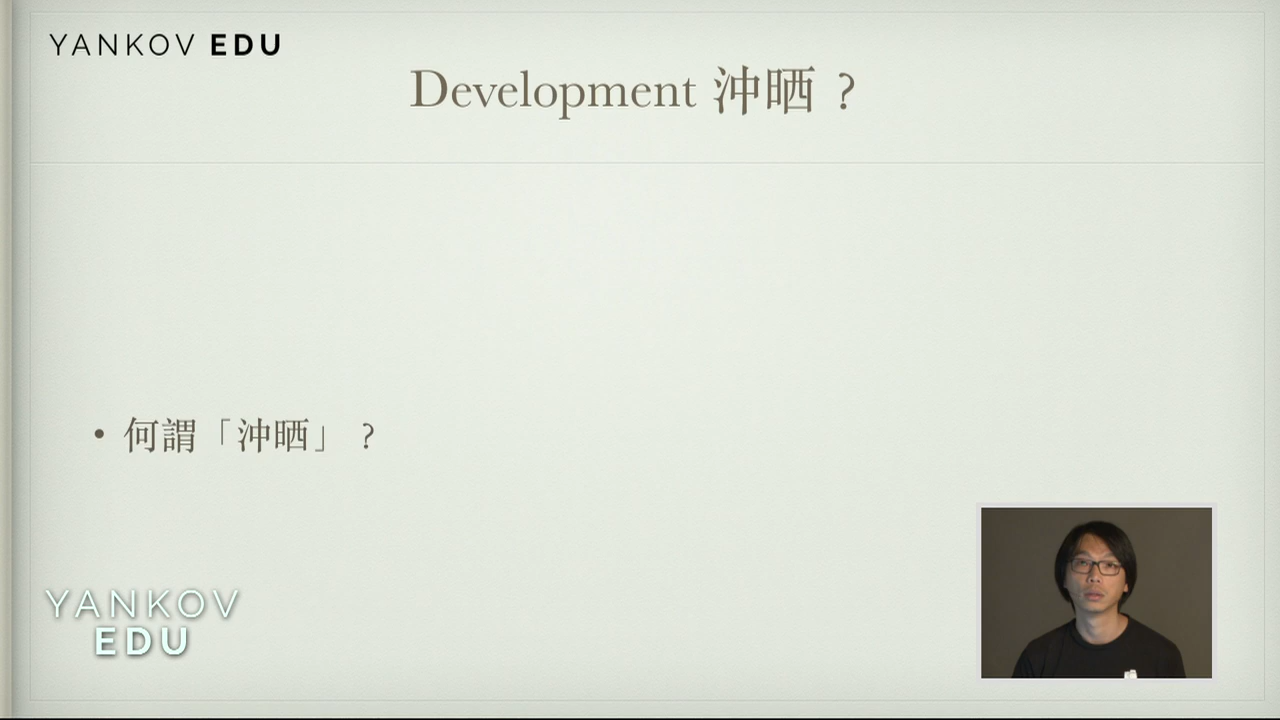 YANKOV EDU
Development 沖晒 ?
• 何謂「沖晒」 ?
YANKOV
EDU